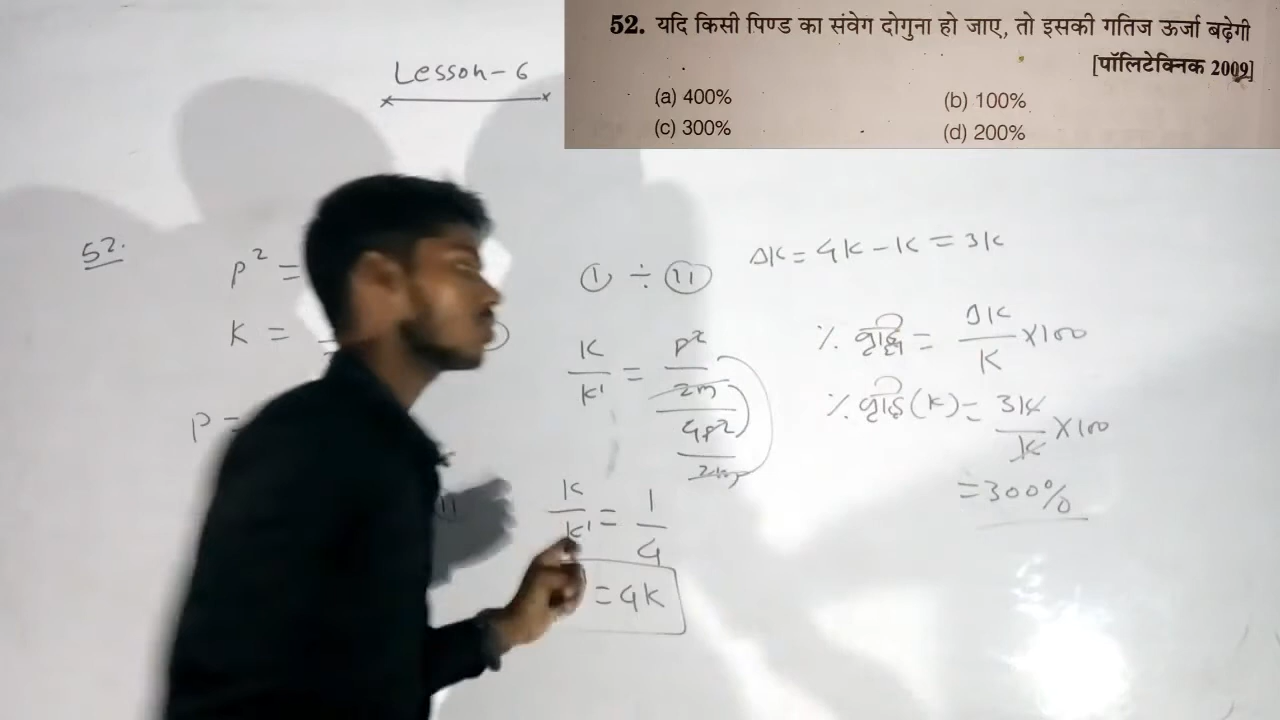 52. यदि किसी पिण्ड का संवेग दोगुना हो जाए, तो इसकी गतिज ऊर्जा बढ़ेगी
[पॉलिटेक्निक 2009]
(a) 400% (b) 100%
(c) 300% (d) 200%
Lesson-6
52.
P² =
K =
P =
① ÷ ⑪
K/K' = P²/2m / 4P²/2m
K/K' = 1/4
= 4K
ΔK = 4K - K = 3K
% वृद्धि = ΔK/K × 100
% वृद्धि (K) = 3K/K × 100
= 300%